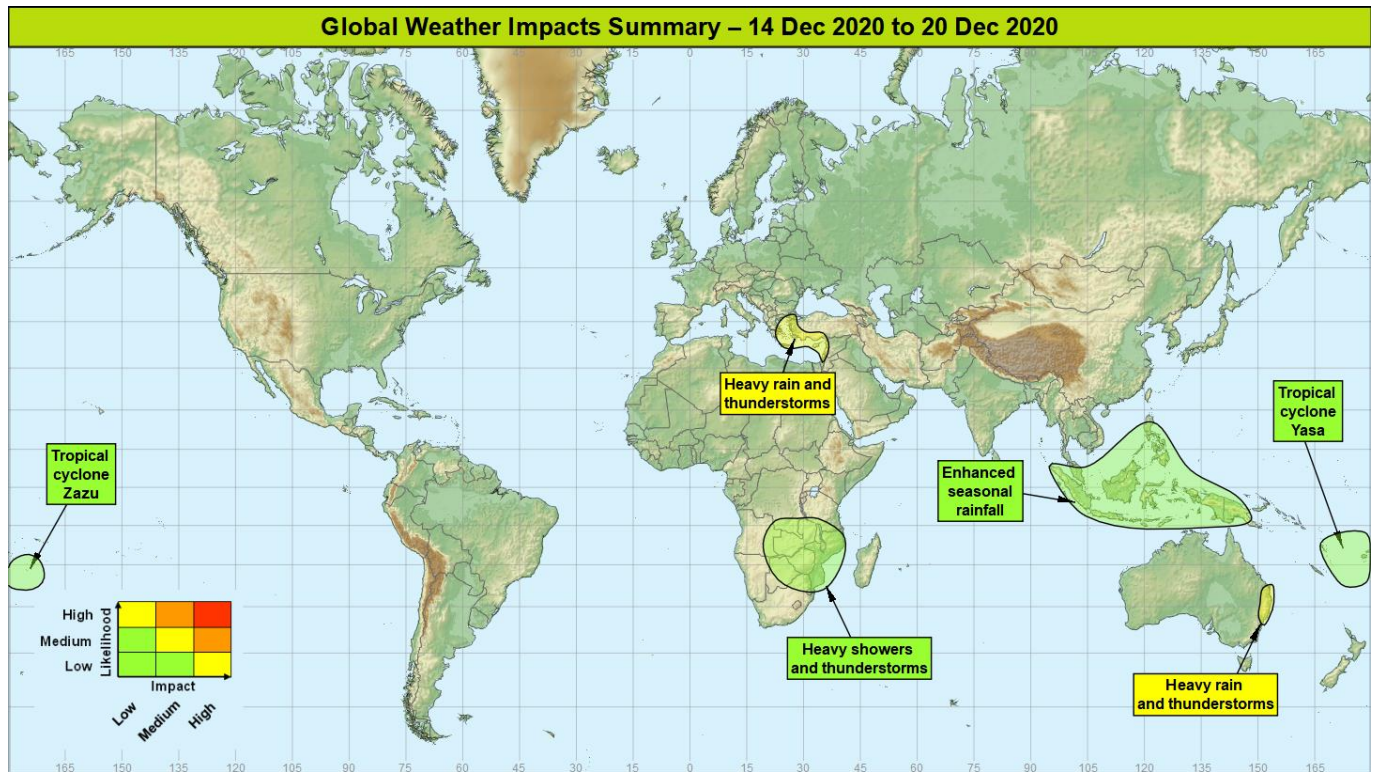 Global Weather Impacts Summary – 14 Dec 2020 to 20 Dec 2020
165 135 120 105 90 75 60 45 30 15 0 15 30 45 60 75 90 105 120 135 150 165
Heavy rain and
thunderstorms
Tropical
cyclone
Yasa
Tropical
cyclone
Zazu
Enhanced
seasonal
rainfall
Heavy showers
and thunderstorms
Heavy rain
and thunderstorms
High
Medium
Low
Likelihood
Impact
Low
Medium
High
165 135 120 105 90 75 60 45 30 15 0 15 30 45 60 75 90 105 120 135 150 165